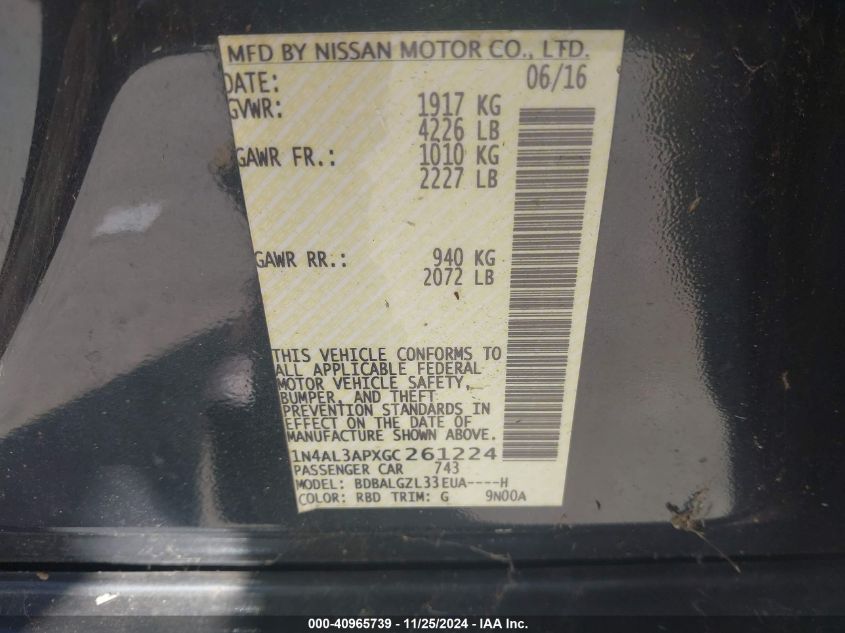 MFD BY NISSAN MOTOR CO., LTD.
DATE: 06/16
GVWR: 1917 KG
4226 LB
GAWR FR.: 1010 KG
2227 LB
GAWR RR.: 940 KG
2072 LB
THIS VEHICLE CONFORMS TO
ALL APPLICABLE FEDERAL
MOTOR VEHICLE SAFETY,
BUMPER, AND THEFT
PREVENTION STANDARDS IN
EFFECT ON THE DATE OF
MANUFACTURE SHOWN ABOVE.
1N4AL3APXGC261224
PASSENGER CAR 743
MODEL: BDBALGZL33EUA----H
COLOR: RBD TRIM: G 9N00A
000-40965739 - 11/25/2024 - IAA Inc.